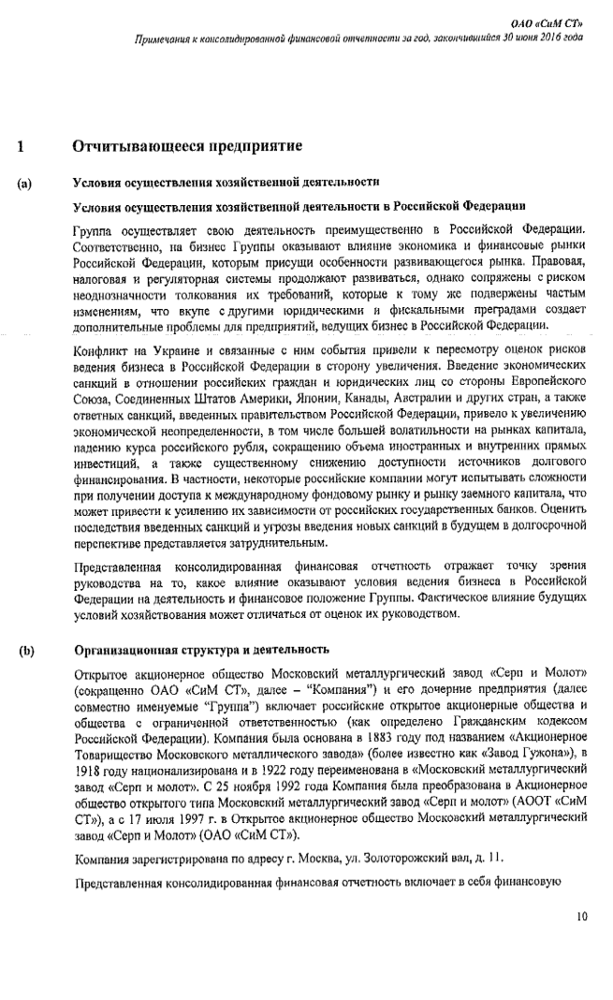 ОАО «СиМ СТ»
Примечания к консолидированной финансовой отчетности за год, закончившийся 30 июня 2016 года
1 Отчитывающееся предприятие
(a) Условия осуществления хозяйственной деятельности
Условия осуществления хозяйственной деятельности в Российской Федерации
Группа осуществляет свою деятельность преимущественно в Российской Федерации.
Соответственно, на бизнес Группы оказывают влияние экономика и финансовые рынки
Российской Федерации, которым присущи особенности развивающегося рынка. Правовая,
налоговая и регуляторная системы продолжают развиваться, однако сопряжены с риском
неоднозначности толкования их требований, которые к тому же подвержены частым
изменениям, что вкупе с другими юридическими и фискальными преградами создает
дополнительные проблемы для предприятий, ведущих бизнес в Российской Федерации.
Конфликт на Украине и связанные с ним события привели к пересмотру оценок рисков
ведения бизнеса в Российской Федерации в сторону увеличения. Введение экономических
санкций в отношении российских граждан и юридических лиц со стороны Европейского
Союза, Соединенных Штатов Америки, Японии, Канады, Австралии и других стран, а также
ответных санкций, введенных правительством Российской Федерации, привело к увеличению
экономической неопределенности, в том числе большей волатильности на рынках капитала,
падению курса российского рубля, сокращению объема иностранных и внутренних прямых
инвестиций, а также существенному снижению доступности источников долгового
финансирования. В частности, некоторые российские компании могут испытывать сложности
при получении доступа к международному фондовому рынку и рынку заемного капитала, что
может привести к усилению их зависимости от российских государственных банков. Оценить
последствия введенных санкций и угрозы введения новых санкций в будущем в долгосрочной
перспективе представляется затруднительным.
Представленная консолидированная финансовая отчетность отражает точку зрения
руководства на то, какое влияние оказывают условия ведения бизнеса в Российской
Федерации на деятельность и финансовое положение Группы. Фактическое влияние будущих
условий хозяйствования может отличаться от оценок их руководством.
(b) Организационная структура и деятельность
Открытое акционерное общество Московский металлургический завод «Серп и Молот»
(сокращенно ОАО «СиМ СТ», далее – “Компания”) и его дочерние предприятия (далее
совместно именуемые “Группа”) включает российские открытое акционерные общества и
общества с ограниченной ответственностью (как определено Гражданским кодексом
Российской Федерации). Компания была основана в 1883 году под названием «Акционерное
Товарищество Московского металлического завода» (более известно как «Завод Гужона»), в
1918 году национализирована и в 1922 году переименована в «Московский металлургический
завод «Серп и молот». С 25 ноября 1992 года Компания была преобразована в Акционерное
общество открытого типа Московский металлургический завод «Серп и молот» (АООТ «СиМ
СТ»), а с 17 июля 1997 г. в Открытое акционерное общество Московский металлургический
завод «Серп и Молот» (ОАО «СиМ СТ»).
Компания зарегистрирована по адресу г. Москва, ул. Золоторожский вал, д. 11.
Представленная консолидированная финансовая отчетность включает в себя финансовую
10